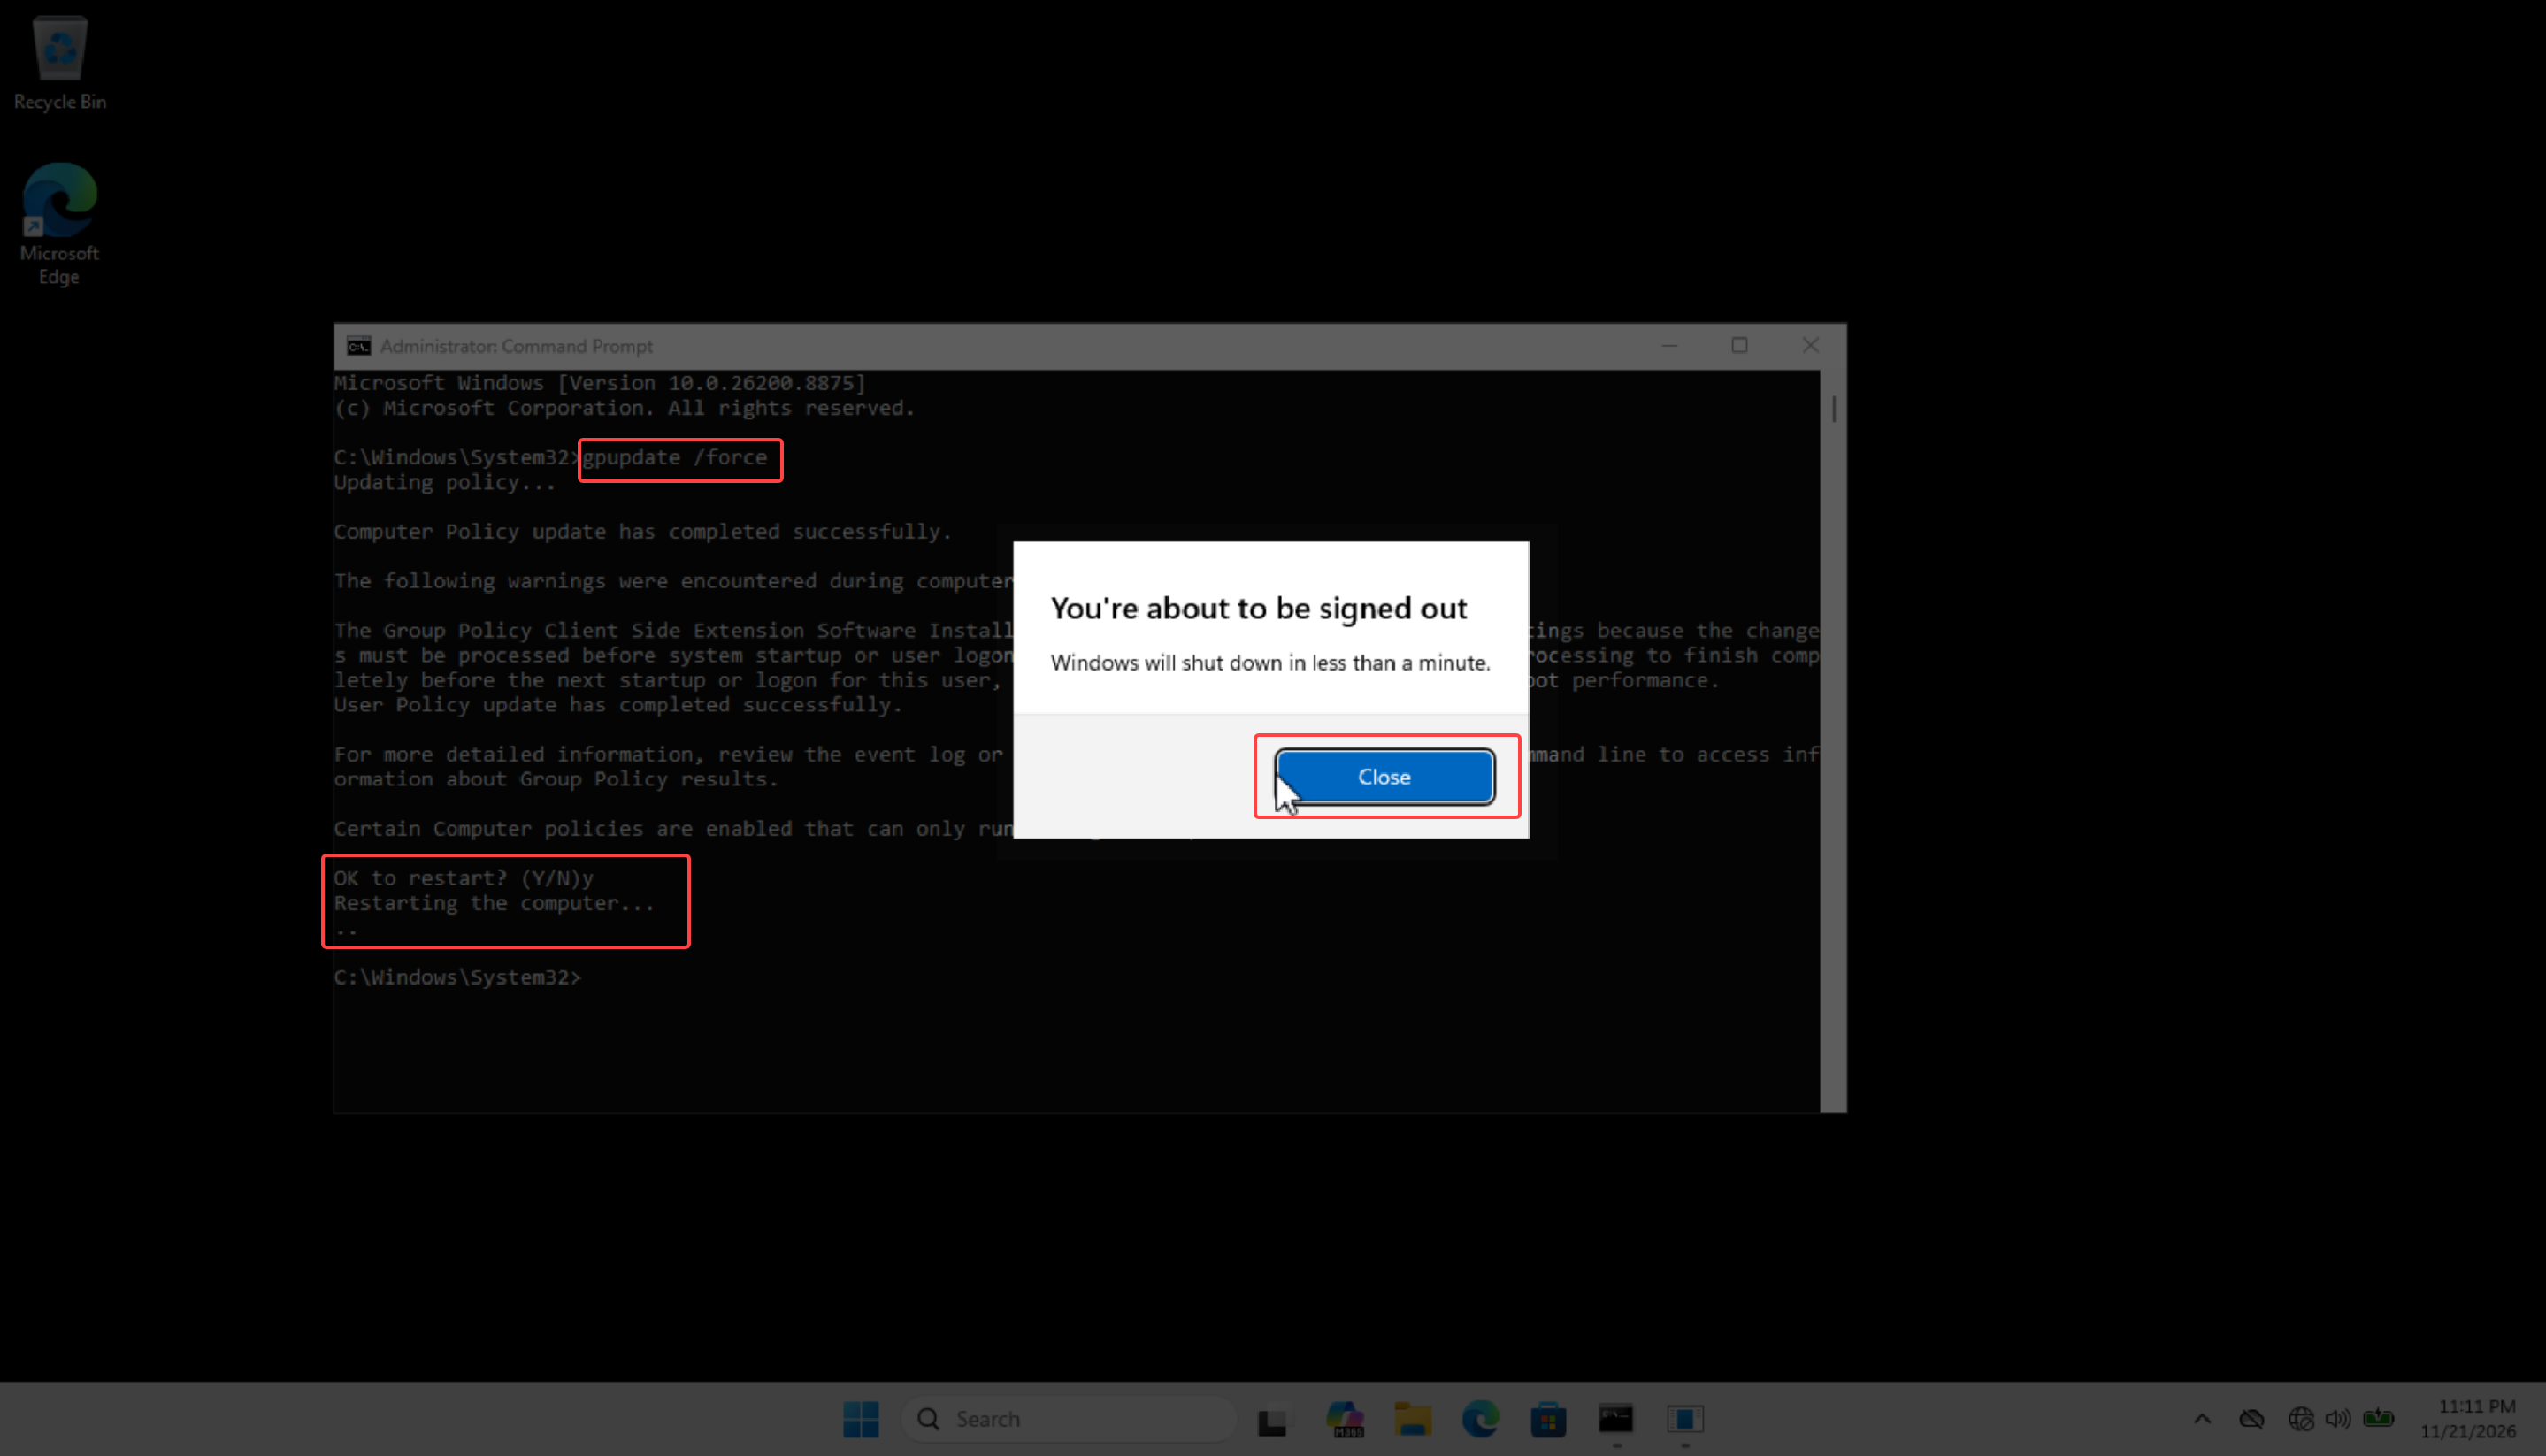 Recycle Bin
Microsoft
Edge
Administrator: Command Prompt
Microsoft Windows [Version 10.0.26200.8875]
(c) Microsoft Corporation. All rights reserved.
C:\Windows\System32>gpupdate /force
Updating policy...
Computer Policy update has completed successfully.
The following warnings were encountered during computer
The Group Policy Client Side Extension Software Install ings because the change
s must be processed before system startup or user logon ocessing to finish comp
letely before the next startup or logon for this user, oot performance.
User Policy update has completed successfully.
For more detailed information, review the event log or mmand line to access inf
ormation about Group Policy results.
Certain Computer policies are enabled that can only run
OK to restart? (Y/N)y
Restarting the computer...
..
C:\Windows\System32>
You're about to be signed out
Windows will shut down in less than a minute.
Close
Search
M365
11:11 PM
11/21/2026